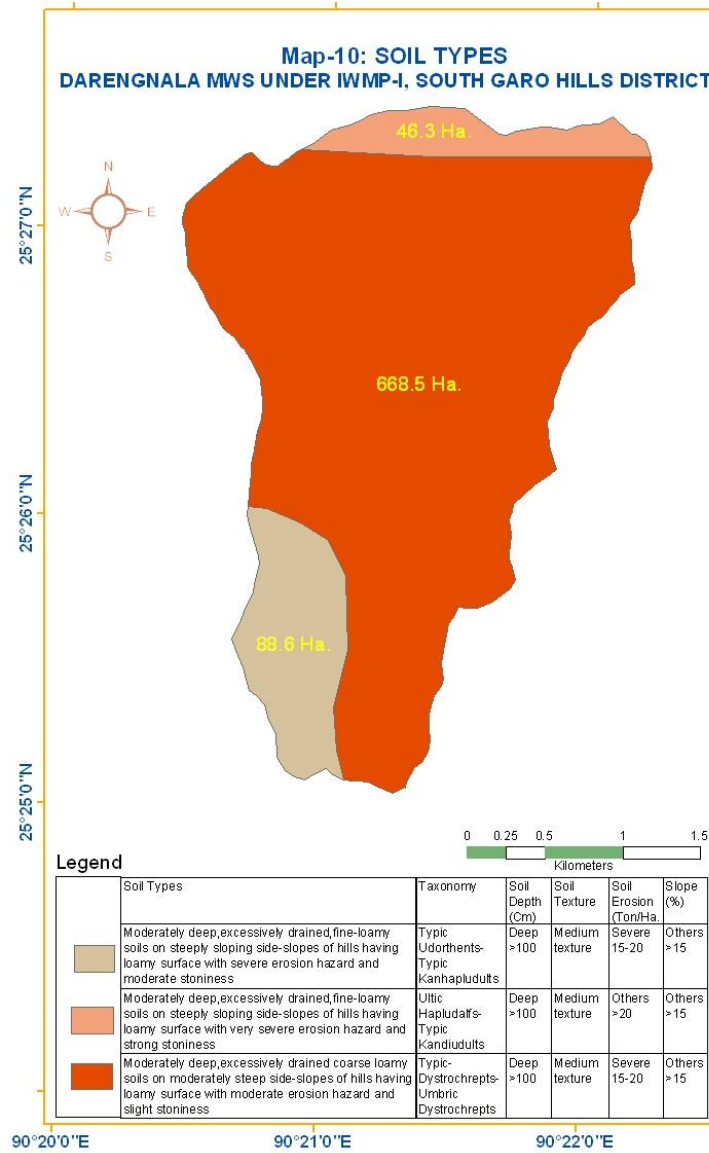 Map-10: SOIL TYPES
DARENGNALA MWS UNDER IWMP-I, SOUTH GARO HILLS DISTRICT
46.3 Ha.
N
W E
S
25°27'0"N
668.5 Ha.
25°26'0"N
88.6 Ha.
25°25'0"N
0 0.25 0.5 1 1.5
Kilometers
Legend
Soil Types
Taxonomy
Soil
Depth
(Cm)
Soil
Texture
Soil
Erosion
(Ton/Ha.
Slope
(%)
Moderately deep,excessively drained,fine-loamy
soils on steeply sloping side-slopes of hills having
loamy surface with severe erosion hazard and
moderate stoniness
Typic
Udorthents-
Typic
Kanhapludults
Deep
>100
Medium
texture
Severe
15-20
Others
>15
Moderately deep,excessively drained,fine-loamy
soils on steeply sloping side-slopes of hills having
loamy surface with very severe erosion hazard and
strong stoniness
Ultic
Hapludalfs-
Typic
Kandiudults
Deep
>100
Medium
texture
Others
>20
Others
>15
Moderately deep,excessively drained coarse loamy
soils on moderately steep side-slopes of hills having
loamy surface with moderate erosion hazard and
slight stoniness
Typic-
Dystrochrepts-
Umbric
Dystrochrepts
Deep
>100
Medium
texture
Severe
15-20
Others
>15
90°20'0"E 90°21'0"E 90°22'0"E